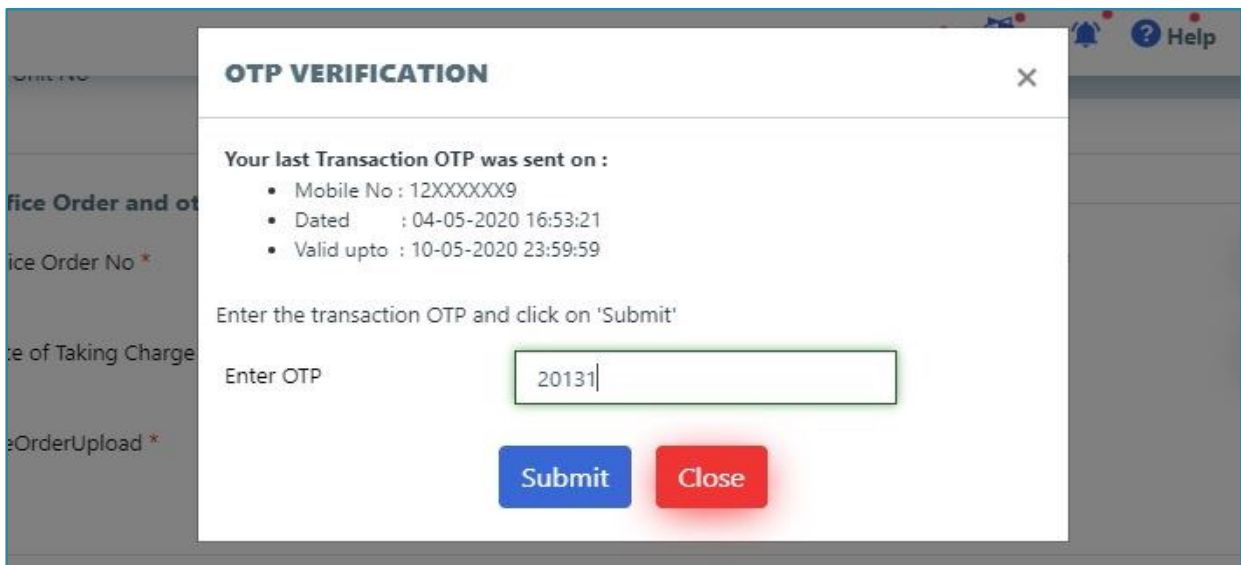 Help
OTP VERIFICATION
×
Your last Transaction OTP was sent on :
• Mobile No : 12XXXXXX9
• Dated : 04-05-2020 16:53:21
• Valid upto : 10-05-2020 23:59:59
fice Order and ot
ice Order No *
Enter the transaction OTP and click on 'Submit'
te of Taking Charge
Enter OTP 20131
eOrderUpload *
Submit Close